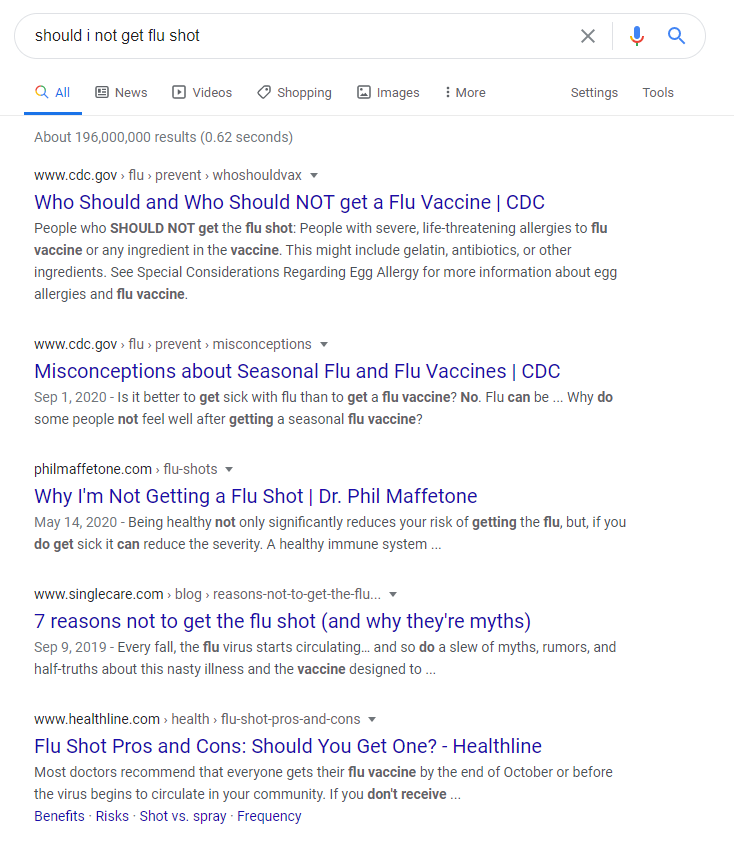 should i not get flu shot
All News Videos Shopping Images More Settings Tools
About 196,000,000 results (0.62 seconds)
www.cdc.gov › flu › prevent › whoshouldvax
Who Should and Who Should NOT get a Flu Vaccine | CDC
People who SHOULD NOT get the flu shot: People with severe, life-threatening allergies to flu
vaccine or any ingredient in the vaccine. This might include gelatin, antibiotics, or other
ingredients. See Special Considerations Regarding Egg Allergy for more information about egg
allergies and flu vaccine.
www.cdc.gov › flu › prevent › misconceptions
Misconceptions about Seasonal Flu and Flu Vaccines | CDC
Sep 1, 2020 - Is it better to get sick with flu than to get a flu vaccine? No. Flu can be ... Why do
some people not feel well after getting a seasonal flu vaccine?
philmaffetone.com › flu-shots
Why I'm Not Getting a Flu Shot | Dr. Phil Maffetone
May 14, 2020 - Being healthy not only significantly reduces your risk of getting the flu, but, if you
do get sick it can reduce the severity. A healthy immune system ...
www.singlecare.com › blog › reasons-not-to-get-the-flu...
7 reasons not to get the flu shot (and why they're myths)
Sep 9, 2019 - Every fall, the flu virus starts circulating… and so do a slew of myths, rumors, and
half-truths about this nasty illness and the vaccine designed to ...
www.healthline.com › health › flu-shot-pros-and-cons
Flu Shot Pros and Cons: Should You Get One? - Healthline
Most doctors recommend that everyone gets their flu vaccine by the end of October or before
the virus begins to circulate in your community. If you don't receive ...
Benefits · Risks · Shot vs. spray · Frequency